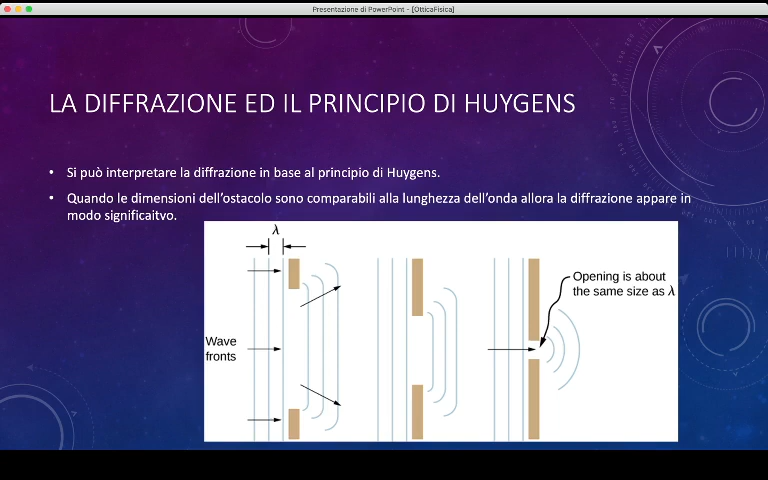 Presentazione di PowerPoint - [OtticaFisica]
LA DIFFRAZIONE ED IL PRINCIPIO DI HUYGENS
• Si può interpretare la diffrazione in base al principio di Huygens.
• Quando le dimensioni dell'ostacolo sono comparabili alla lunghezza dell'onda allora la diffrazione appare in
modo significaitvo.
λ
Opening is about
the same size as λ
Wave
fronts